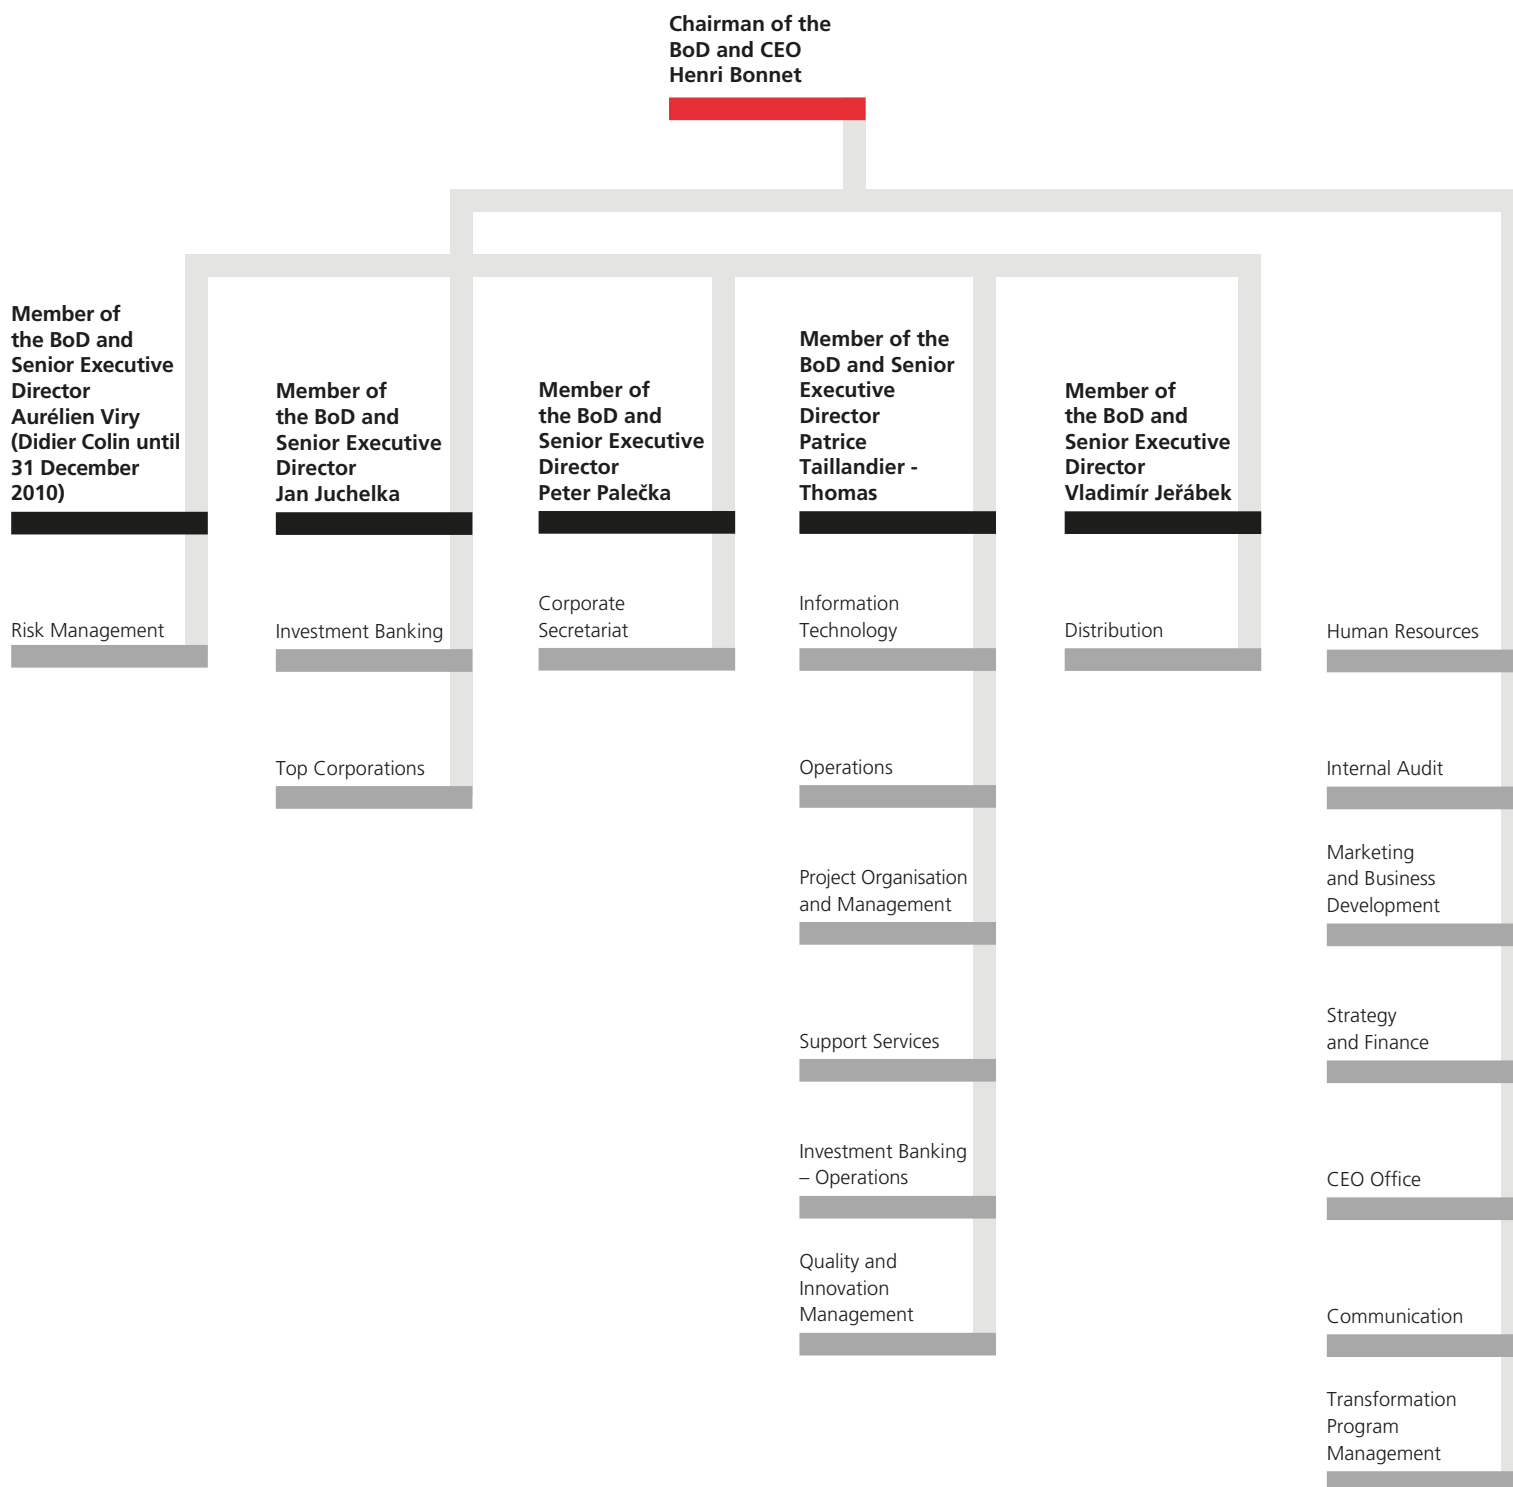 Chairman of the
BoD and CEO
Henri Bonnet
Member of
the BoD and
Senior Executive
Director
Aurélien Viry
(Didier Colin until
31 December
2010)
Member of
the BoD and
Senior Executive
Director
Jan Juchelka
Member of
the BoD and
Senior Executive
Director
Peter Palečka
Member of the
BoD and Senior
Executive
Director
Patrice
Taillandier -
Thomas
Member of
the BoD and
Senior Executive
Director
Vladimír Jeřábek
Risk Management
Investment Banking
Top Corporations
Corporate
Secretariat
Information
Technology
Operations
Project Organisation
and Management
Support Services
Investment Banking
– Operations
Quality and
Innovation
Management
Distribution
Human Resources
Internal Audit
Marketing
and Business
Development
Strategy
and Finance
CEO Office
Communication
Transformation
Program
Management